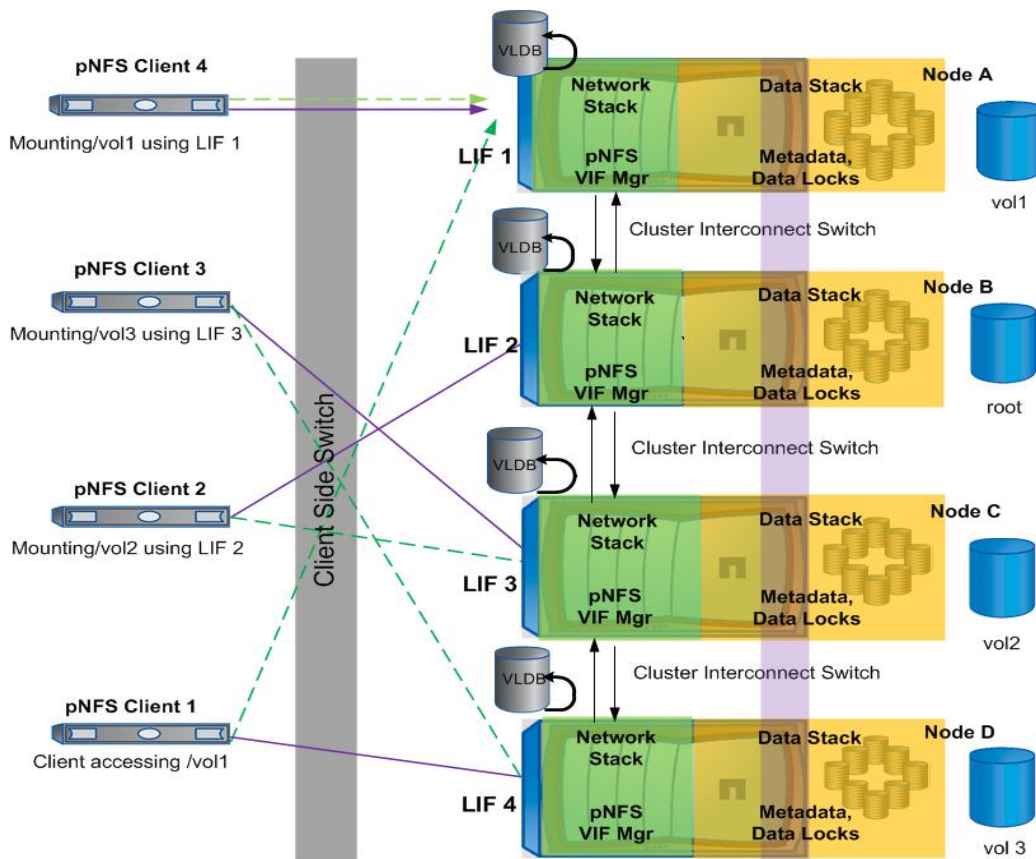 pNFS Client 4
Mounting/vol1 using LIF 1
pNFS Client 3
Mounting/vol3 using LIF 3
pNFS Client 2
Mounting/vol2 using LIF 2
pNFS Client 1
Client accessing /vol1
Client Side Switch
VLDB
LIF 1
Network
Stack
pNFS
VIF Mgr
Data Stack
Metadata,
Data Locks
Node A
vol1
Cluster Interconnect Switch
VLDB
LIF 2
Network
Stack
pNFS
VIF Mgr
Data Stack
Metadata,
Data Locks
Node B
root
Cluster Interconnect Switch
VLDB
LIF 3
Network
Stack
pNFS
VIF Mgr
Data Stack
Metadata,
Data Locks
Node C
vol2
Cluster Interconnect Switch
VLDB
LIF 4
Network
Stack
pNFS
VIF Mgr
Data Stack
Metadata,
Data Locks
Node D
vol 3